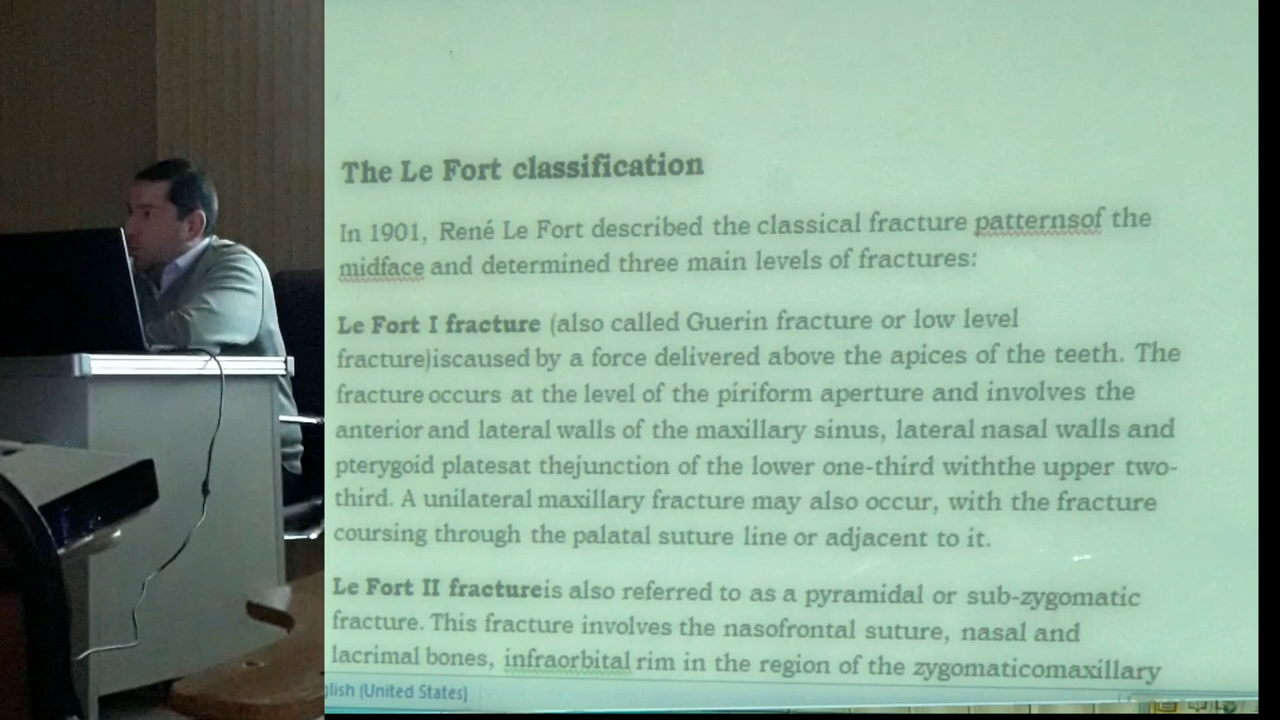 The Le Fort classification
In 1901, René Le Fort described the classical fracture patternsof the
midface and determined three main levels of fractures:
Le Fort I fracture (also called Guerin fracture or low level
fracture)iscaused by a force delivered above the apices of the teeth. The
fracture occurs at the level of the piriform aperture and involves the
anterior and lateral walls of the maxillary sinus, lateral nasal walls and
pterygoid platesat thejunction of the lower one-third withthe upper two-
third. A unilateral maxillary fracture may also occur, with the fracture
coursing through the palatal suture line or adjacent to it.
Le Fort II fractureis also referred to as a pyramidal or sub-zygomatic
fracture. This fracture involves the nasofrontal suture, nasal and
lacrimal bones, infraorbital rim in the region of the zygomaticomaxillary
glish (United States)